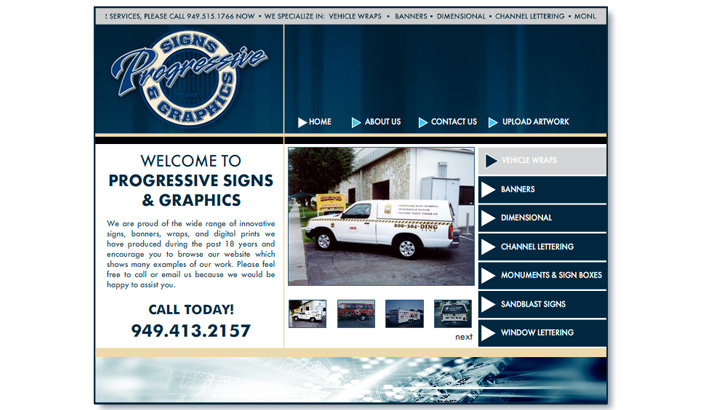 SERVICES, PLEASE CALL 949.515.1766 NOW • WE SPECIALIZE IN: VEHICLE WRAPS • BANNERS • DIMENSIONAL • CHANNEL LETTERING • MONU
SIGNS
Progressive
& GRAPHICS
HOME ABOUT US CONTACT US UPLOAD ARTWORK
WELCOME TO
PROGRESSIVE SIGNS
& GRAPHICS
We are proud of the wide range of innovative
signs, banners, wraps, and digital prints we
have produced during the past 18 years and
encourage you to browse our website which
shows many examples of our work. Please feel
free to call or email us because we would be
happy to assist you.
CALL TODAY!
949.413.2157
800-564-DING
next
VEHICLE WRAPS
BANNERS
DIMENSIONAL
CHANNEL LETTERING
MONUMENTS & SIGN BOXES
SANDBLAST SIGNS
WINDOW LETTERING